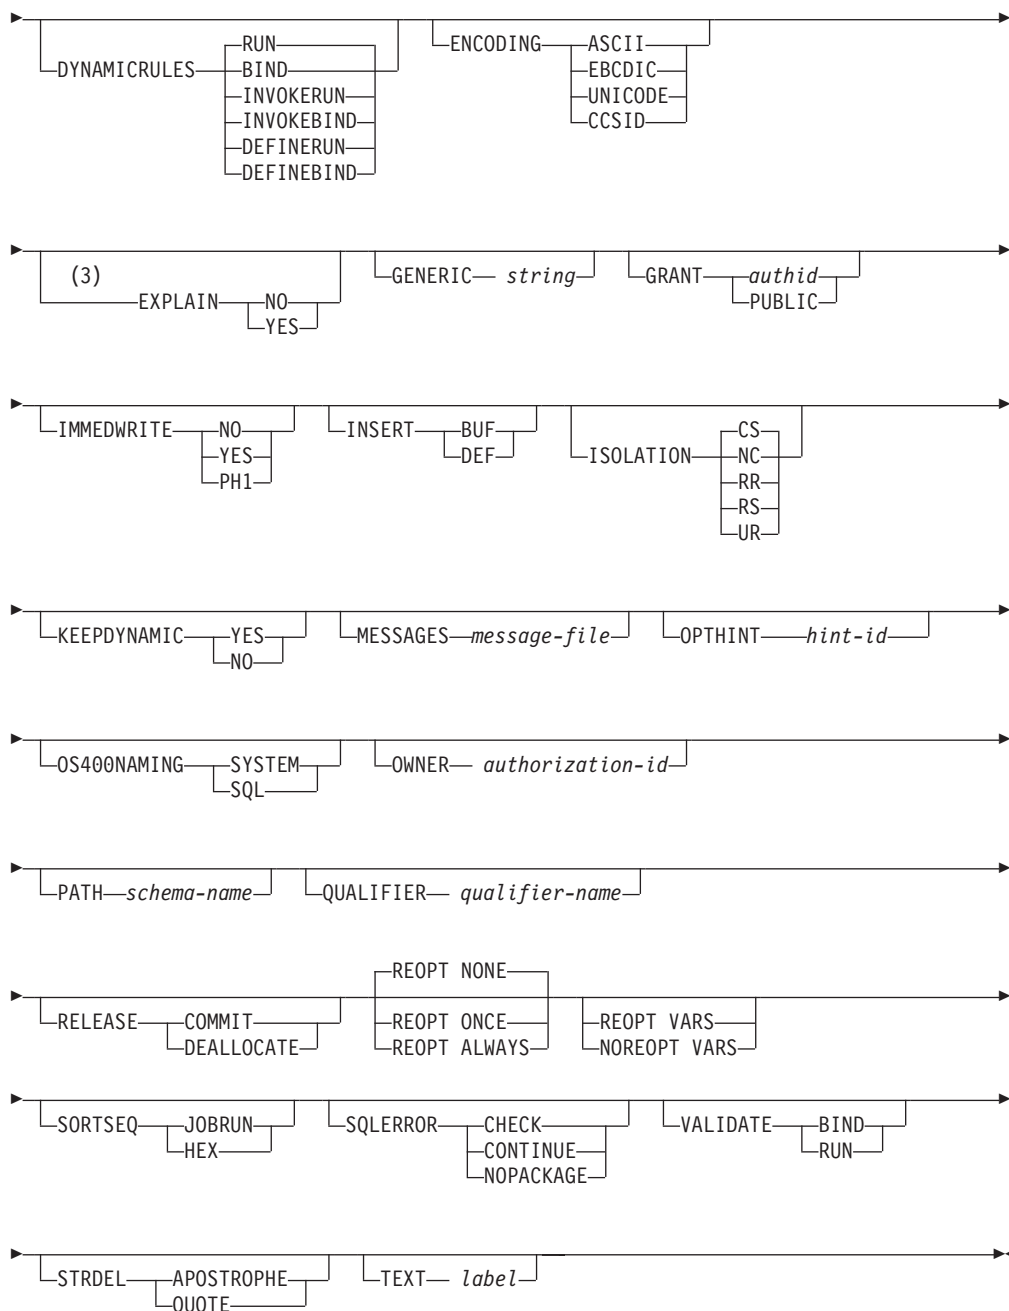 RUN ASCII
DYNAMICRULES BIND ENCODING EBCDIC
INVOKERUN UNICODE
INVOKEBIND CCSID
DEFINERUN
DEFINEBIND
(3) GENERIC string GRANT authid
EXPLAIN NO PUBLIC
YES
IMMEDWRITE NO INSERT BUF CS
YES DEF ISOLATION NC
PH1 RR
RS
UR
KEEPDYNAMIC YES MESSAGES message-file OPTHINT hint-id
NO
OS400NAMING SYSTEM OWNER authorization-id
SQL
PATH schema-name QUALIFIER qualifier-name
REOPT NONE
RELEASE COMMIT REOPT ONCE REOPT VARS
DEALLOCATE REOPT ALWAYS NOREOPT VARS
SORTSEQ JOBRUN SQLERROR CHECK VALIDATE BIND
HEX CONTINUE RUN
NOPACKAGE
STRDEL APOSTROPHE TEXT label
QUOTE